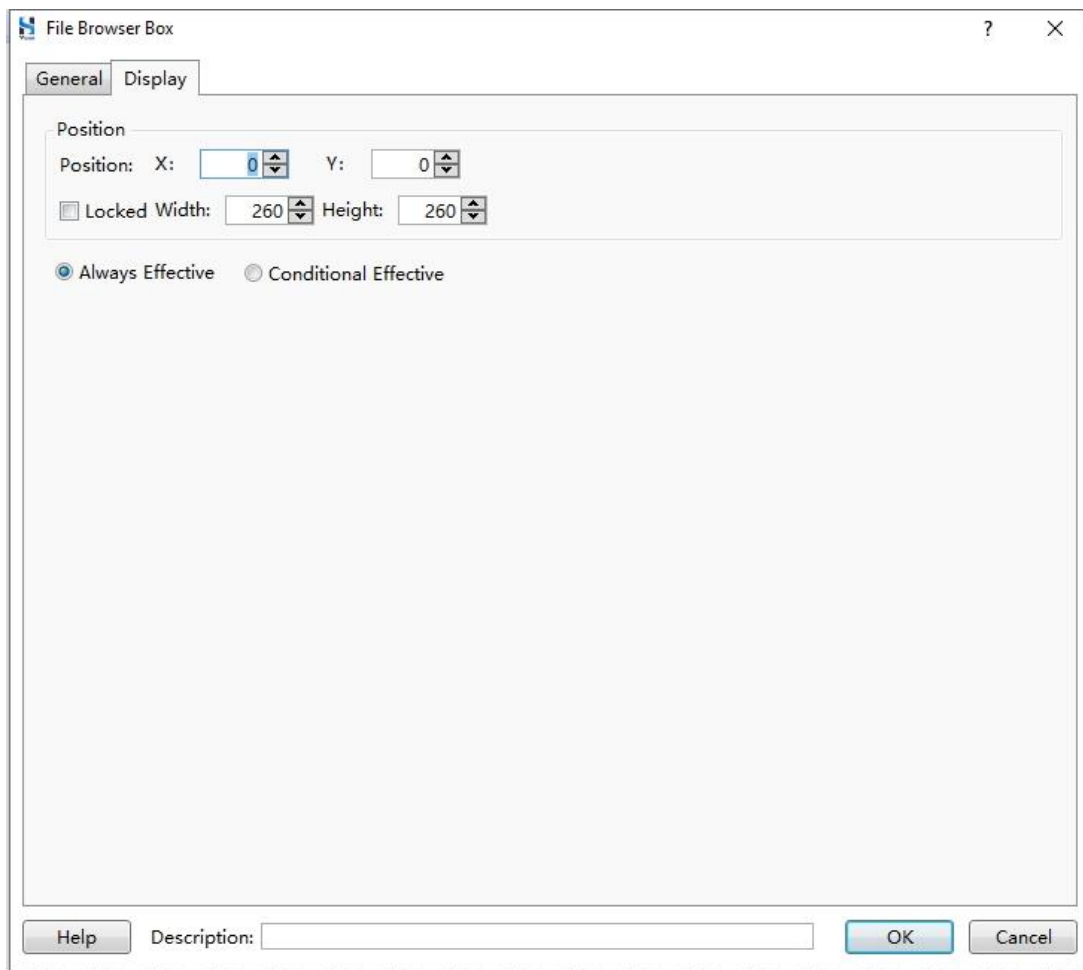 File Browser Box ?
General Display
Position
Position: X: 0 Y: 0
Locked Width: 260 Height: 260
Always Effective Conditional Effective
Help Description: OK Cancel